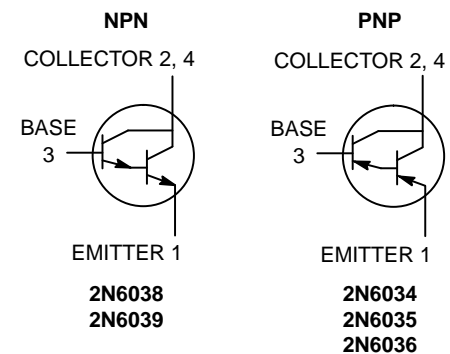 NPN
COLLECTOR 2, 4
BASE
3
EMITTER 1
2N6038
2N6039
PNP
COLLECTOR 2, 4
BASE
3
EMITTER 1
2N6034
2N6035
2N6036